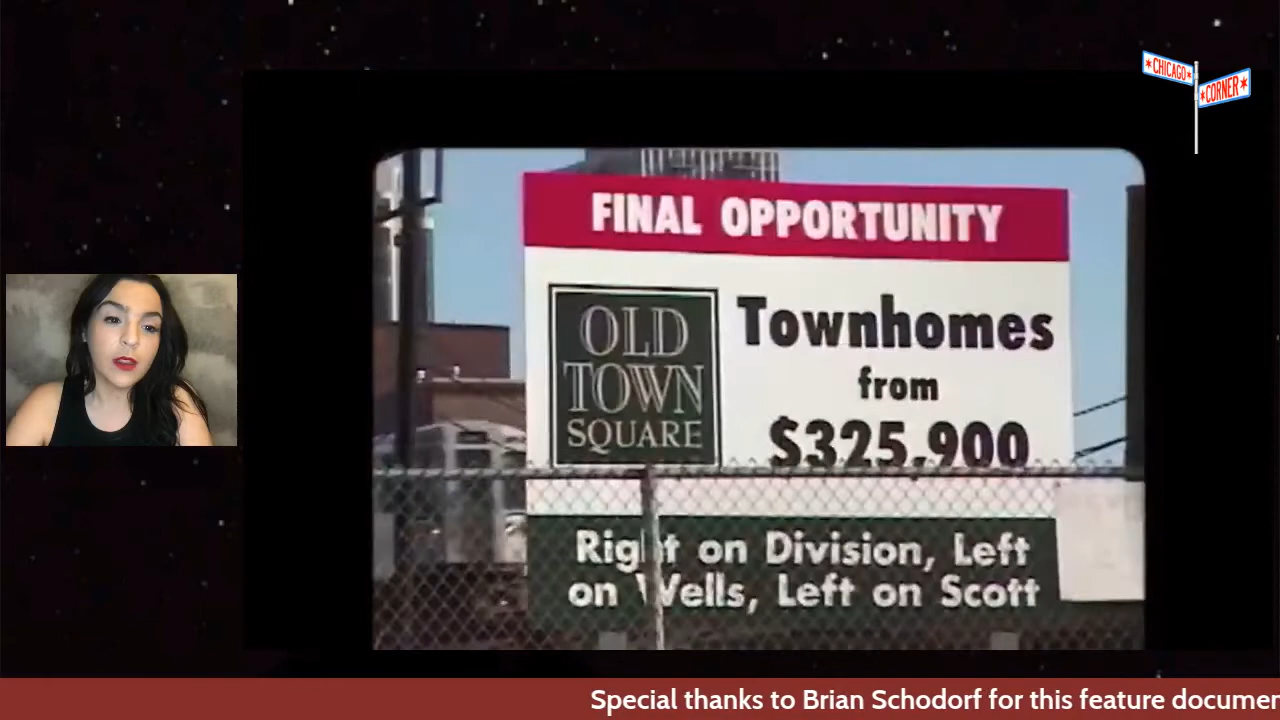 *CHICAGO*
*CORNER*
FINAL OPPORTUNITY
OLD
TOWN
SQUARE
Townhomes
from
$325,900
Right on Division, Left
on Wells, Left on Scott
Special thanks to Brian Schodorf for this feature documen